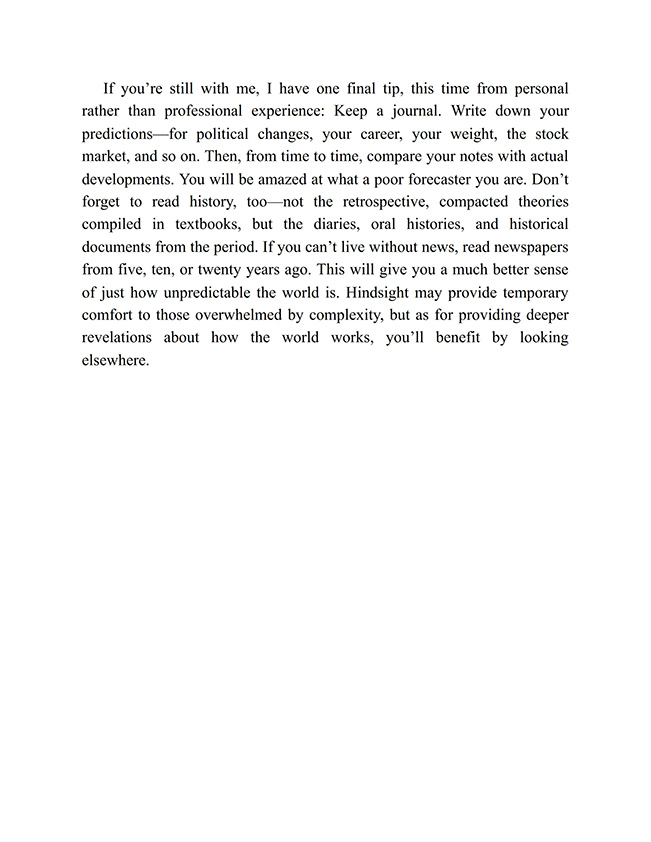 If you’re still with me, I have one final tip, this time from personal
rather than professional experience: Keep a journal. Write down your
predictions—for political changes, your career, your weight, the stock
market, and so on. Then, from time to time, compare your notes with actual
developments. You will be amazed at what a poor forecaster you are. Don’t
forget to read history, too—not the retrospective, compacted theories
compiled in textbooks, but the diaries, oral histories, and historical
documents from the period. If you can’t live without news, read newspapers
from five, ten, or twenty years ago. This will give you a much better sense
of just how unpredictable the world is. Hindsight may provide temporary
comfort to those overwhelmed by complexity, but as for providing deeper
revelations about how the world works, you’ll benefit by looking
elsewhere.